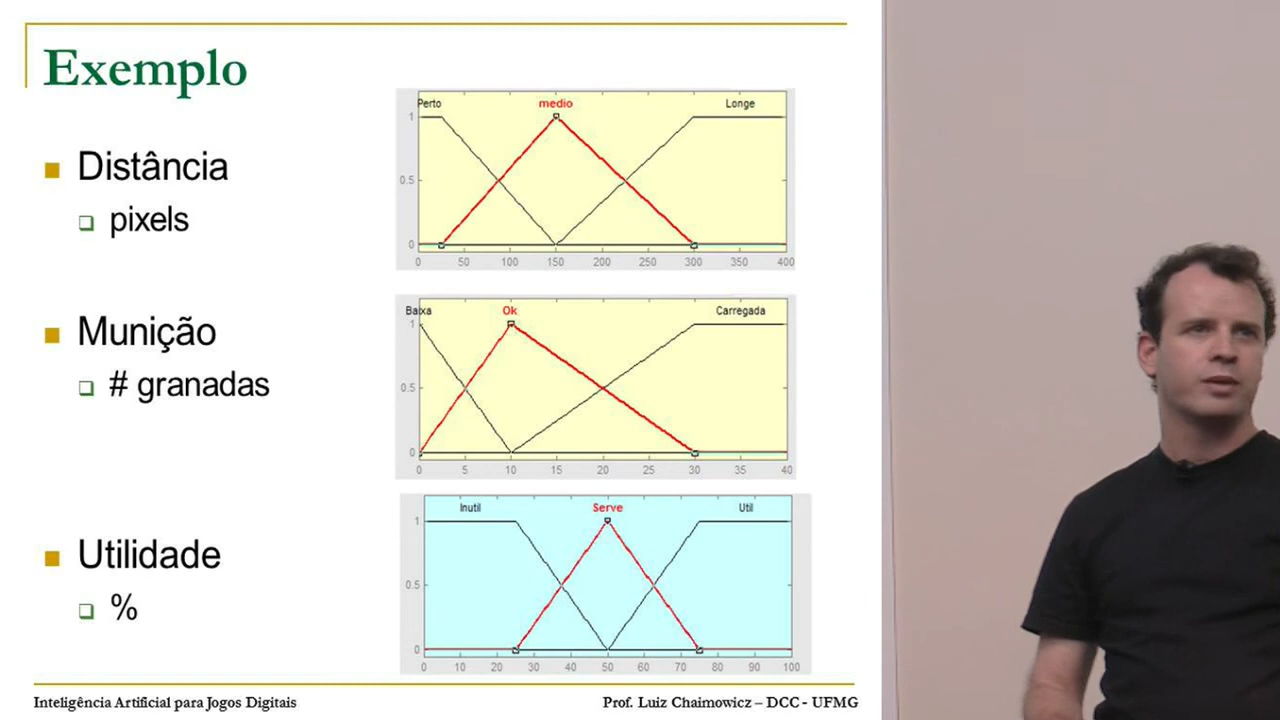 Exemplo
Distância
pixels
Perto medio Longe
1
0.5
0
0 50 100 150 200 250 300 350 400
Munição
# granadas
Baixa Ok Carregada
1
0.5
0
0 5 10 15 20 25 30 35 40
Utilidade
%
Inutil Serve Util
1
0.5
0
0 10 20 30 40 50 60 70 80 90 100
Inteligência Artificial para Jogos Digitais
Prof. Luiz Chaimowicz – DCC - UFMG